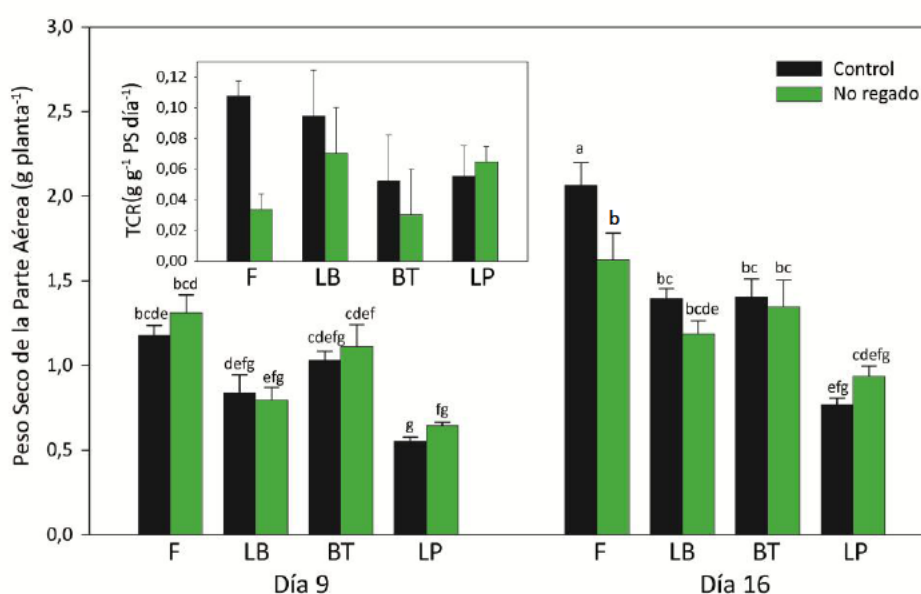 Peso Seco de la Parte Aérea (g planta⁻¹)
3,0
2,5
2,0
1,5
1,0
0,5
0,0
TCR(g g⁻¹ PS día⁻¹)
0,12
0,10
0,08
0,06
0,04
0,02
0,00
F LB BT LP
Control
No regado
bcde bcd
defg efg
cdefg cdef
g fg
a b
bc bcde
bc bc
efg cdefg
F LB BT LP
F LB BT LP
Día 9
Día 16